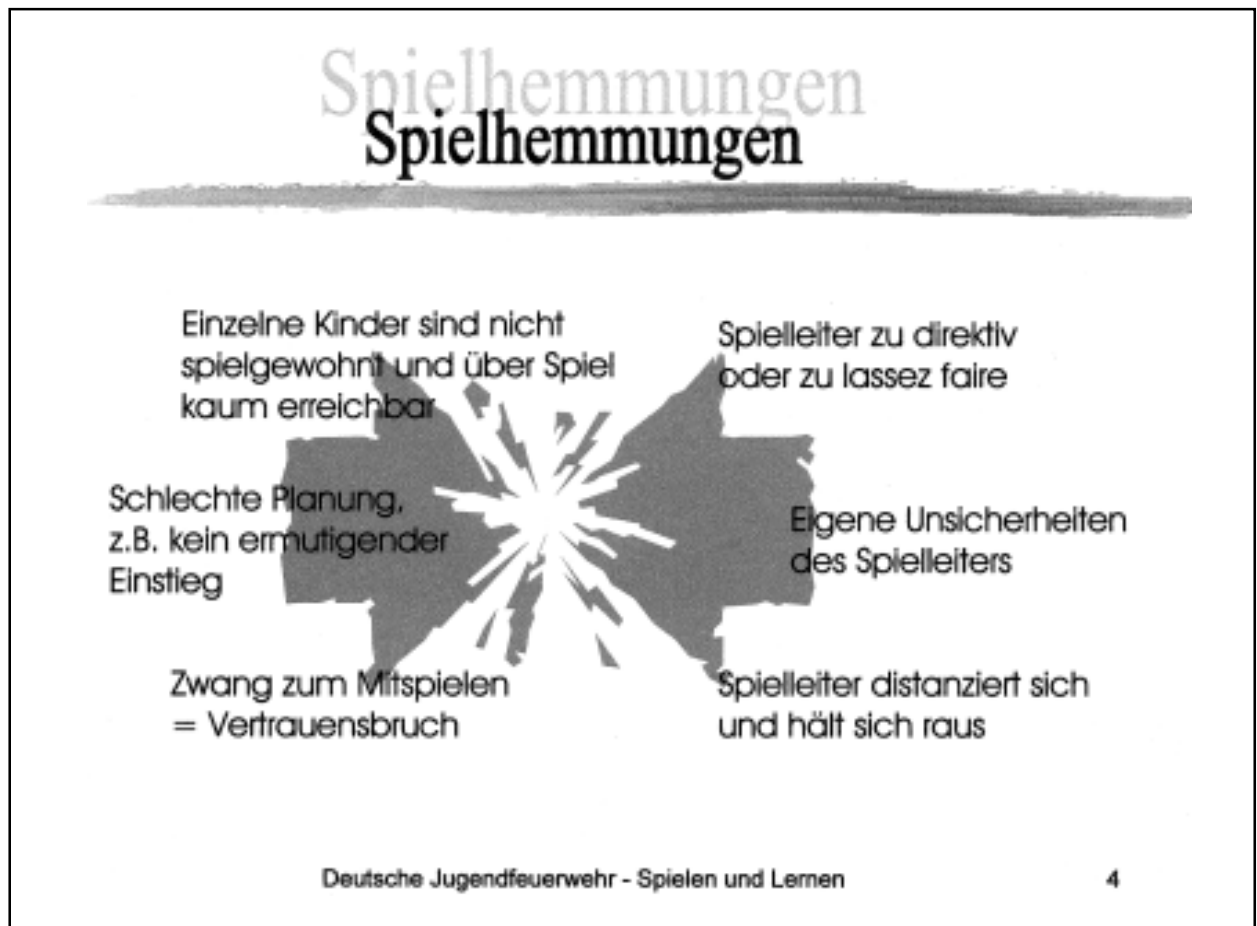 Spielhemmungen
Spielhemmungen
Einzelne Kinder sind nicht
spielgewohnt und über Spiel
kaum erreichbar
Schlechte Planung,
z.B. kein ermutigender
Einstieg
Zwang zum Mitspielen
= Vertrauensbruch
Spielleiter zu direktiv
oder zu lassez faire
Eigene Unsicherheiten
des Spielleiters
Spielleiter distanziert sich
und hält sich raus
Deutsche Jugendfeuerwehr - Spielen und Lernen
4